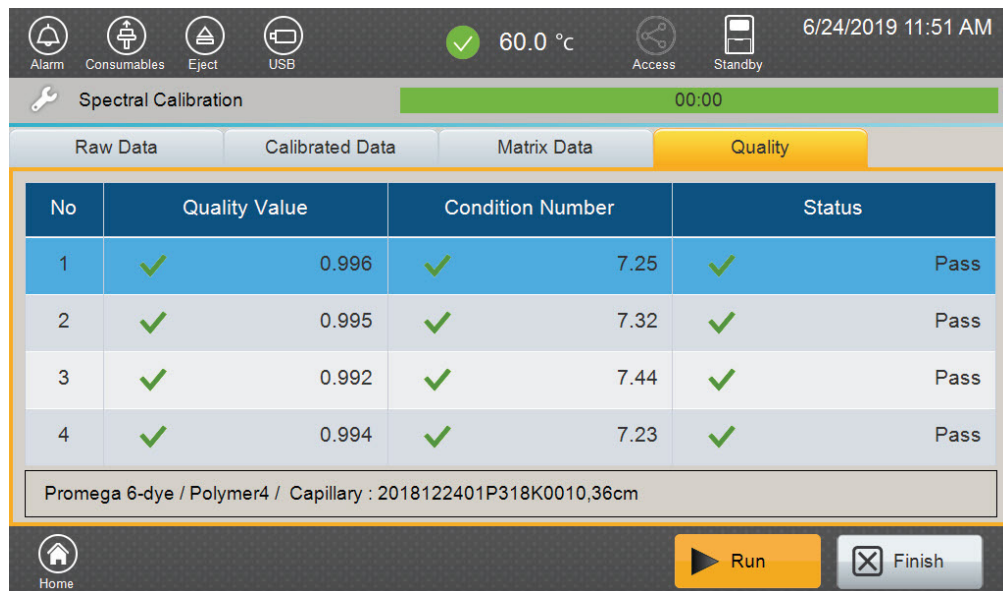 Alarm Consumables Eject USB 60.0 °c Access Standby 6/24/2019 11:51 AM
Spectral Calibration 00:00
Raw Data Calibrated Data Matrix Data Quality
No Quality Value Condition Number Status
1 0.996 7.25 Pass
2 0.995 7.32 Pass
3 0.992 7.44 Pass
4 0.994 7.23 Pass
Promega 6-dye / Polymer4 / Capillary : 2018122401P318K0010,36cm
Home Run Finish